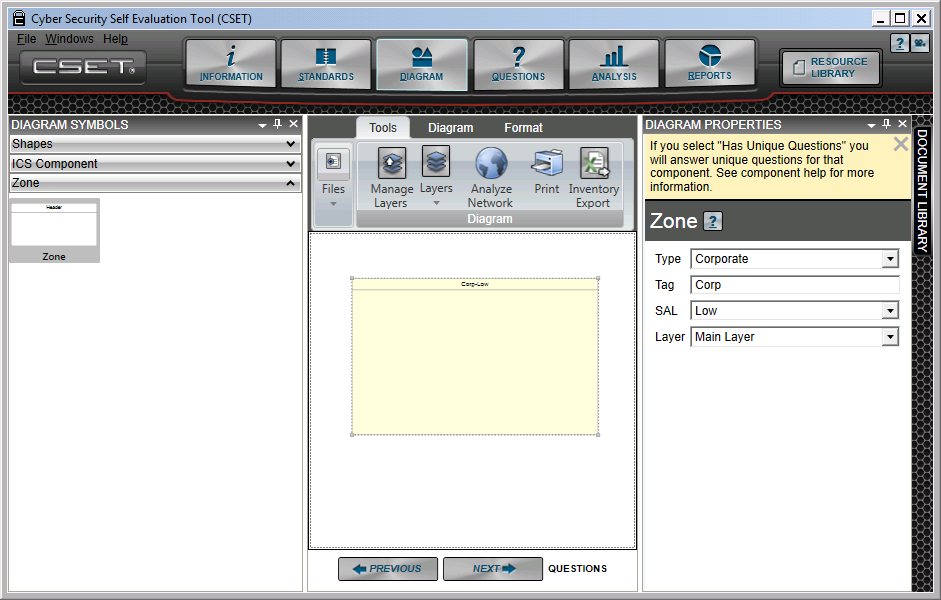 Cyber Security Self Evaluation Tool (CSET)
File Windows Help
CSET
INFORMATION
STANDARDS
DIAGRAM
QUESTIONS
ANALYSIS
REPORTS
RESOURCE
LIBRARY
DIAGRAM SYMBOLS
Shapes
ICS Component
Zone
Header
Zone
Tools Diagram Format
Files
Manage
Layers
Layers
Analyze
Network
Print
Inventory
Export
Diagram
Corp-Low
PREVIOUS
NEXT
QUESTIONS
DIAGRAM PROPERTIES
If you select "Has Unique Questions" you
will answer unique questions for that
component. See component help for more
information.
Zone ?
Type Corporate
Tag Corp
SAL Low
Layer Main Layer
DOCUMENT LIBRARY